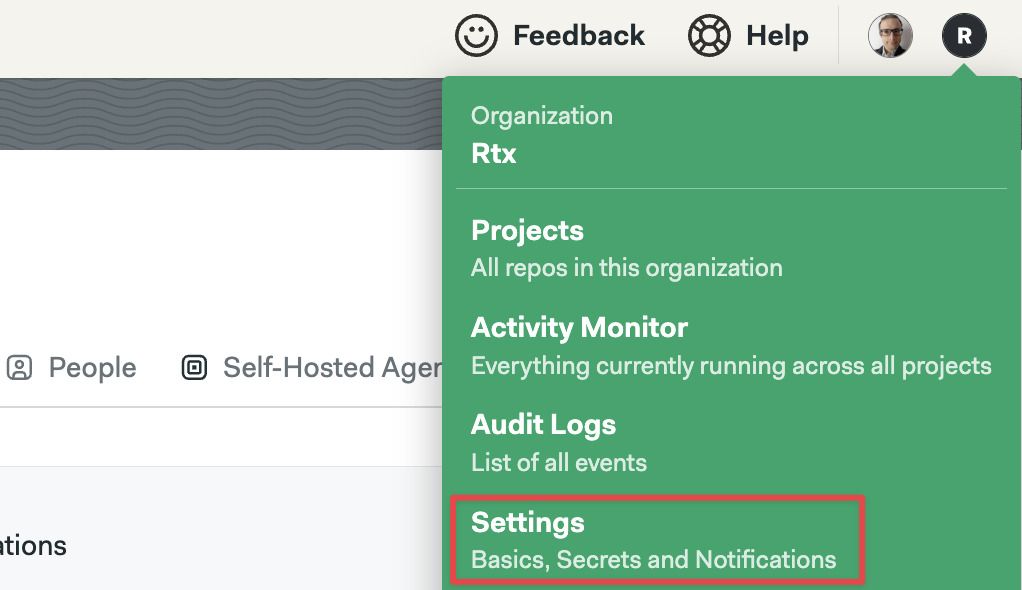 Feedback
Help
R
Organization
Rtx
Projects
All repos in this organization
Activity Monitor
Everything currently running across all projects
People
Self-Hosted Agen
Audit Logs
List of all events
Settings
Basics, Secrets and Notifications
ations